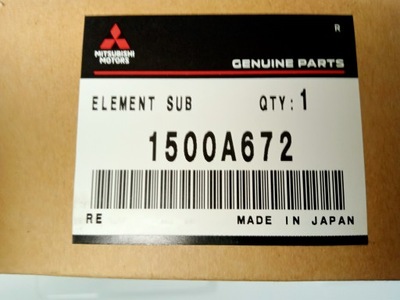 R
MITSUBISHI
MOTORS
GENUINE PARTS
ELEMENT SUB QTY:1
1500A672
RE MADE IN JAPAN